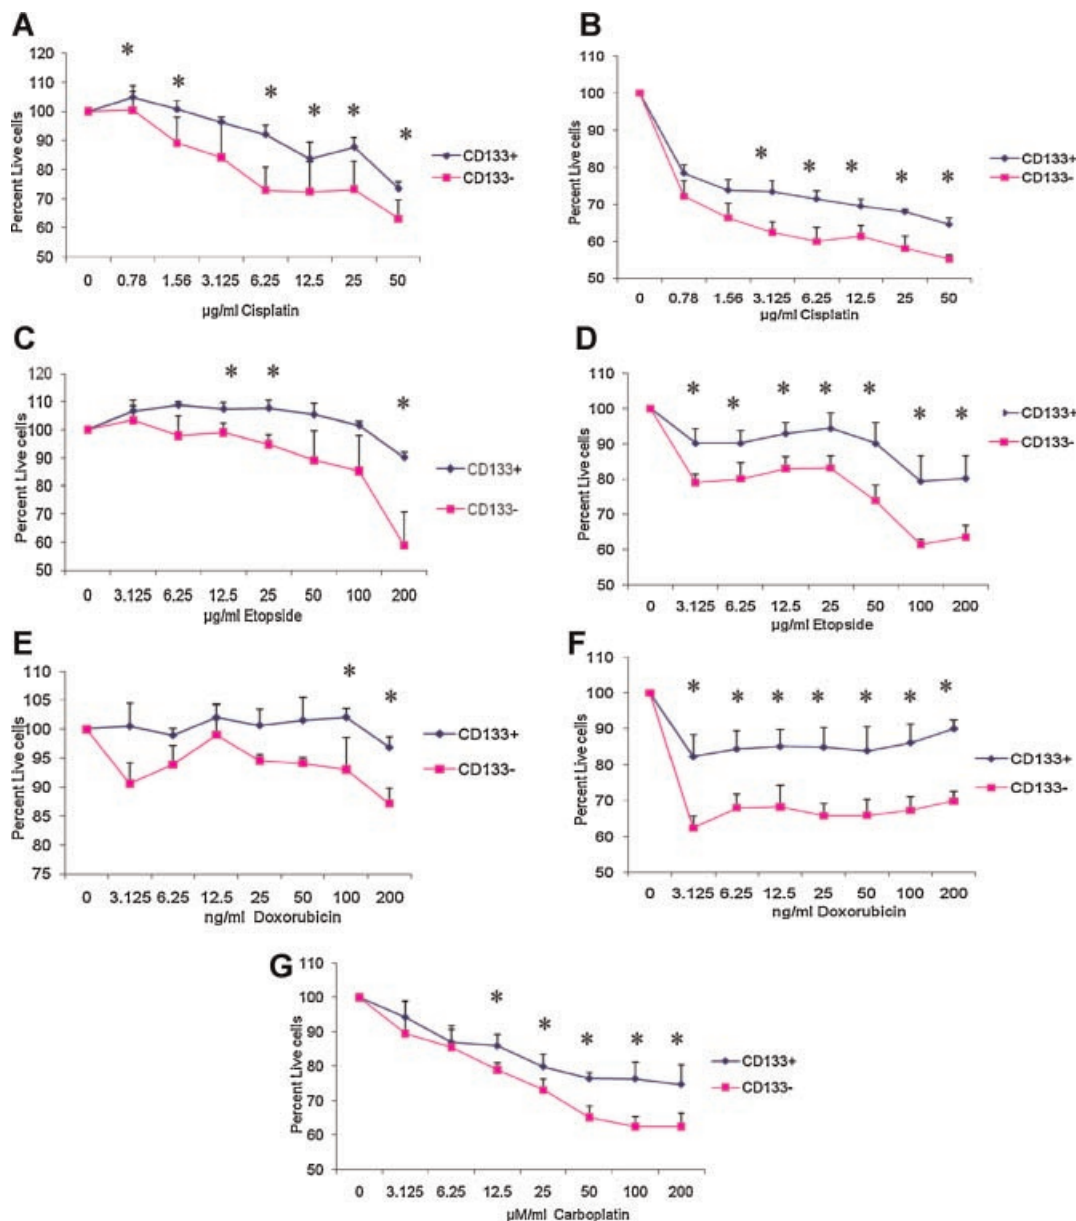 A
* * * * * *
120
110
100
90
80
70
60
50
Percent Live cells
CD133+
CD133-
0 0.78 1.56 3.125 6.25 12.5 25 50
µg/ml Cisplatin
B
* * * * *
100
90
80
70
60
50
Percent Live cells
CD133+
CD133-
0 0.78 1.56 3.125 6.25 12.5 25 50
µg/ml Cisplatin
C
* * *
120
110
100
90
80
70
60
50
Percent Live cells
CD133+
CD133-
0 3.125 6.25 12.5 25 50 100 200
µg/ml Etopside
D
* * * * * * *
110
100
90
80
70
60
50
Percent Live cells
CD133+
CD133-
0 3.125 6.25 12.5 25 50 100 200
µg/ml Etopside
E
* *
110
105
100
95
90
85
80
75
Percent Live cells
CD133+
CD133-
0 3.125 6.25 12.5 25 50 100 200
ng/ml Doxorubicin
F
* * * * * * *
110
100
90
80
70
60
50
Percent Live cells
CD133+
CD133-
0 3.125 6.25 12.5 25 50 100 200
ng/ml Doxorubicin
G
* * * * *
110
100
90
80
70
60
50
Percent Live cells
CD133+
CD133-
0 3.125 6.25 12.5 25 50 100 200
µM/ml Carboplatin